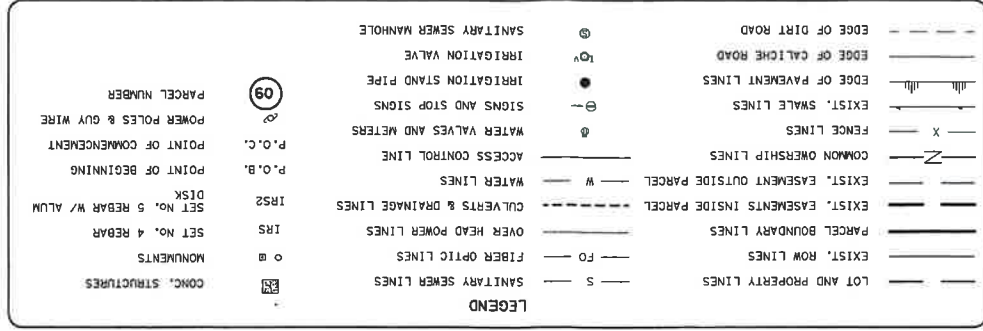 LEGEND
LOT AND PROPERTY LINES
EXIST. ROW LINES
PARCEL BOUNDARY LINES
EXIST. EASEMENTS INSIDE PARCEL
EXIST. EASEMENT OUTSIDE PARCEL
Z COMMON OWERSHIP LINES
X FENCE LINES
EXIST. SWALE LINES
EDGE OF PAVEMENT LINES
EDGE OF CALICHE ROAD
EDGE OF DIRT ROAD
S SANITARY SEWER LINES
FO FIBER OPTIC LINES
OVER HEAD POWER LINES
CULVERTS & DRAINAGE LINES
W WATER LINES
ACCESS CONTROL LINE
WATER VALVES AND METERS
SIGNS AND STOP SIGNS
IRRIGATION STAND PIPE
IRRIGATION VALVE
S SANITARY SEWER MANHOLE
CONC. STRUCTURES
MONUMENTS
IRS SET No. 4 REBAR
IRS2 SET No. 5 REBAR W/ ALUM
DISK
P.O.B. POINT OF BEGINNING
P.O.C. POINT OF COMMENCEMENT
POWER POLES & GUY WIRE
09 PARCEL NUMBER